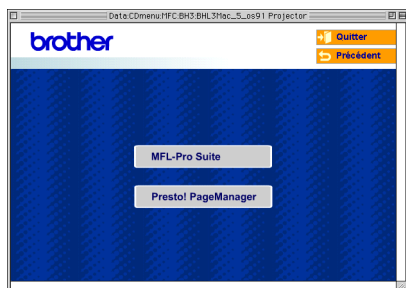 Data:CDmenu:MFC:BH3:BHL3Mac_5_os91 Projector
brother
Quitter
Précédent
MFL-Pro Suite
Presto! PageManager